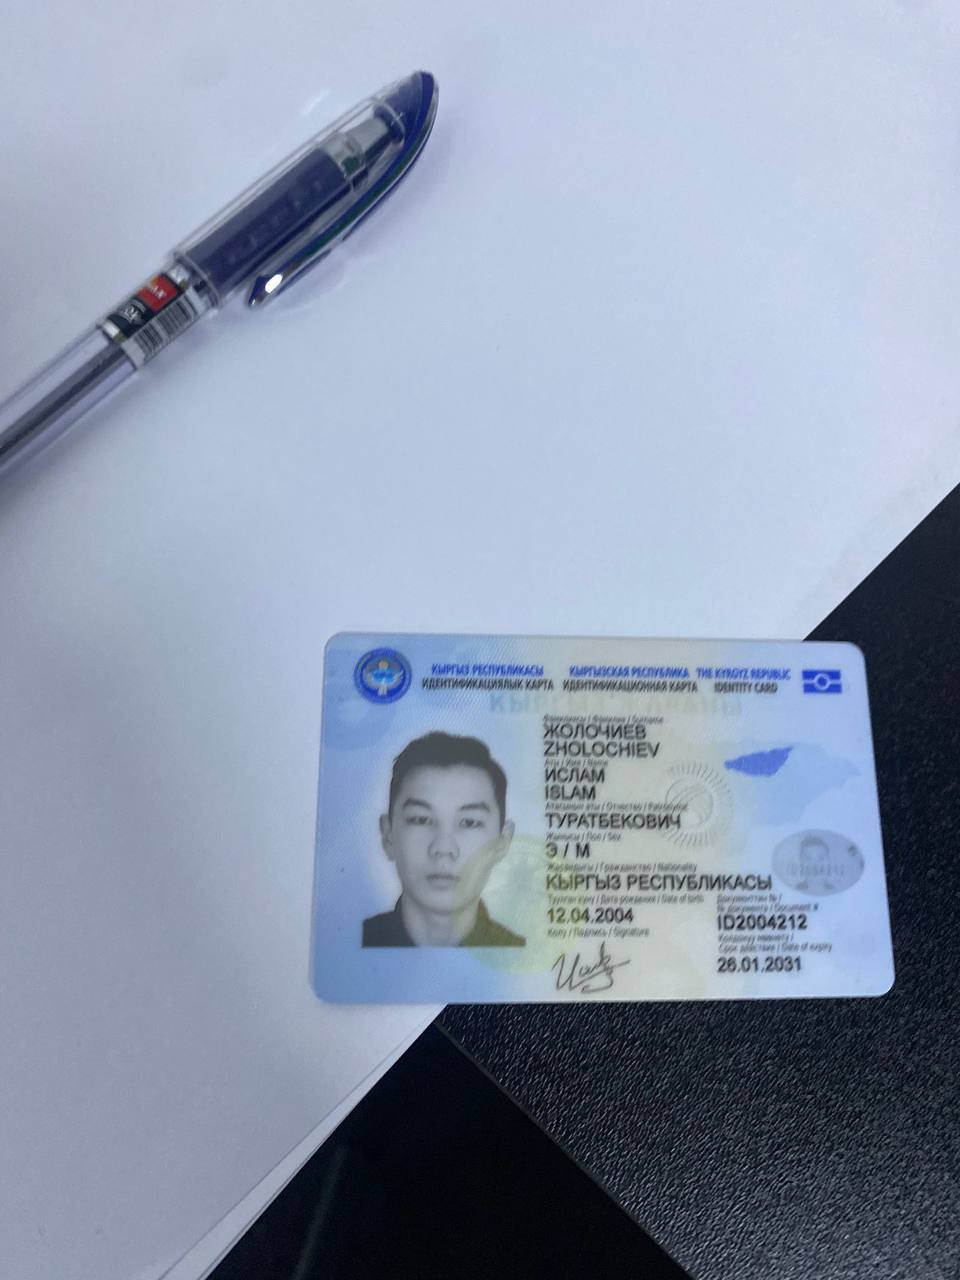 КЫРГЫЗ РЕСПУБЛИКАСЫ КЫРГЫЗСКАЯ РЕСПУБЛИКА THE KYRGYZ REPUBLIC
ИДЕНТИФИКАЦИЯЛЫК КАРТА ИДЕНТИФИКАЦИОННАЯ КАРТА IDENTITY CARD
Фамилиясы / Фамилия / Surname
ЖОЛОЧИЕВ
ZHOLOCHIEV
Аты / Имя / Name
ИСЛАМ
ISLAM
Атасынын аты / Отчество / Patronymic
ТУРАТБЕКОВИЧ
Жынысы / Пол / Sex
Э / М
Жарандыгы / Гражданство / Nationality
КЫРГЫЗ РЕСПУБЛИКАСЫ
Туулган күнү / Дата рождения / Date of birth
12.04.2004
Документтин № /
№ документа / Document #
ID2004212
Колу / Подпись / Signature
Колдонуу мөөнөтү /
Срок действия / Date of expiry
26.01.2031